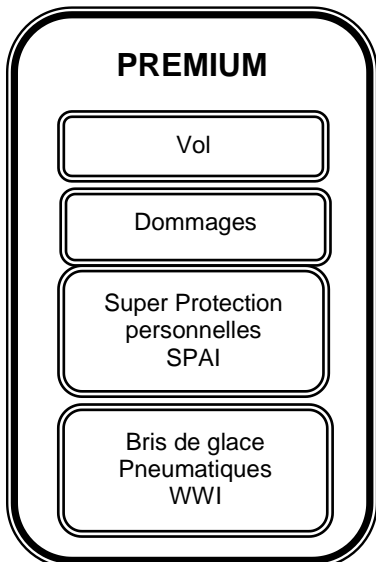 PREMIUM
Vol
Dommages
Super Protection
personnelles
SPAI
Bris de glace
Pneumatiques
WWI